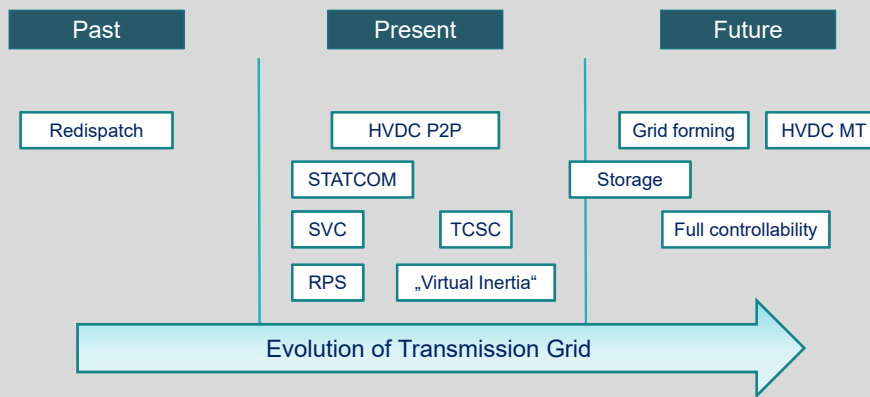 Past
Present
Future
Redispatch
HVDC P2P
Grid forming
HVDC MT
STATCOM
Storage
SVC
TCSC
Full controllability
RPS
„Virtual Inertia“
Evolution of Transmission Grid